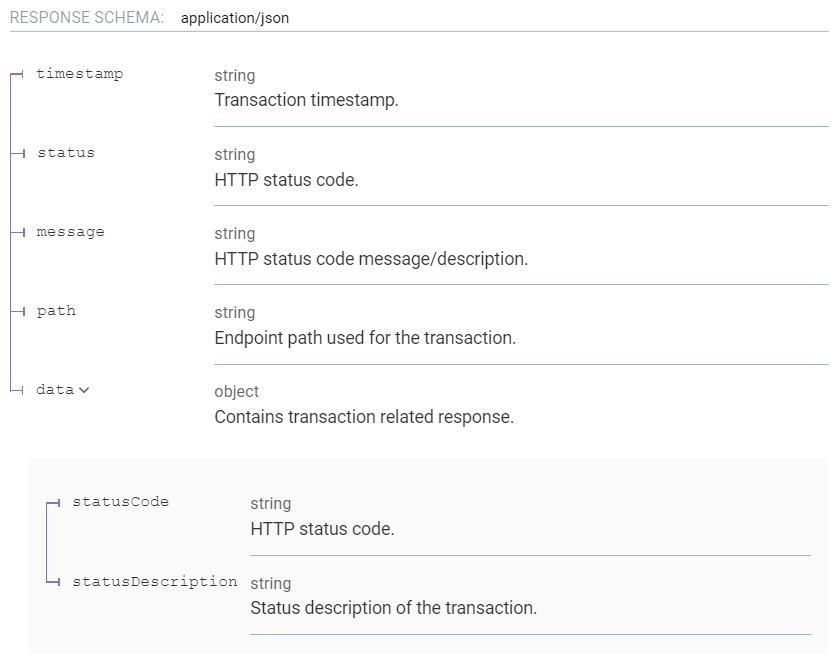 RESPONSE SCHEMA: application/json
timestamp
string
Transaction timestamp.
status
string
HTTP status code.
message
string
HTTP status code message/description.
path
string
Endpoint path used for the transaction.
data
object
Contains transaction related response.
statusCode
string
HTTP status code.
statusDescription
string
Status description of the transaction.